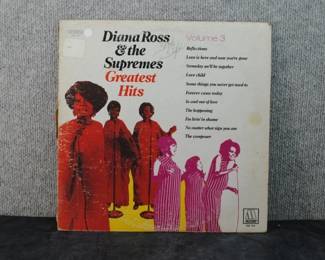 Diana Ross
& the
Supremes
Greatest
Hits
Volume 3
Reflections
Love is here and now you're gone
Someday we'll be together
Love child
Some things you never get used to
Forever came today
In and out of love
The happening
I'm livin' in shame
No matter what sign you are
The composer